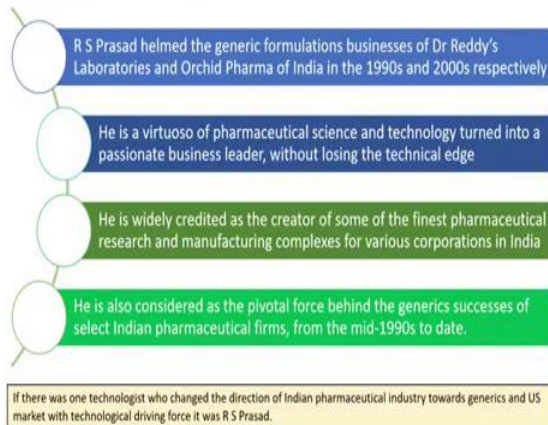 R S Prasad helmed the generic formulations businesses of Dr Reddy's
Laboratories and Orchid Pharma of India in the 1990s and 2000s respectively
He is a virtuoso of pharmaceutical science and technology turned into a
passionate business leader, without losing the technical edge
He is widely credited as the creator of some of the finest pharmaceutical
research and manufacturing complexes for various corporations in India
He is also considered as the pivotal force behind the generics successes of
select Indian pharmaceutical firms, from the mid-1990s to date.
If there was one technologist who changed the direction of Indian pharmaceutical industry towards generics and US
market with technological driving force it was R S Prasad.